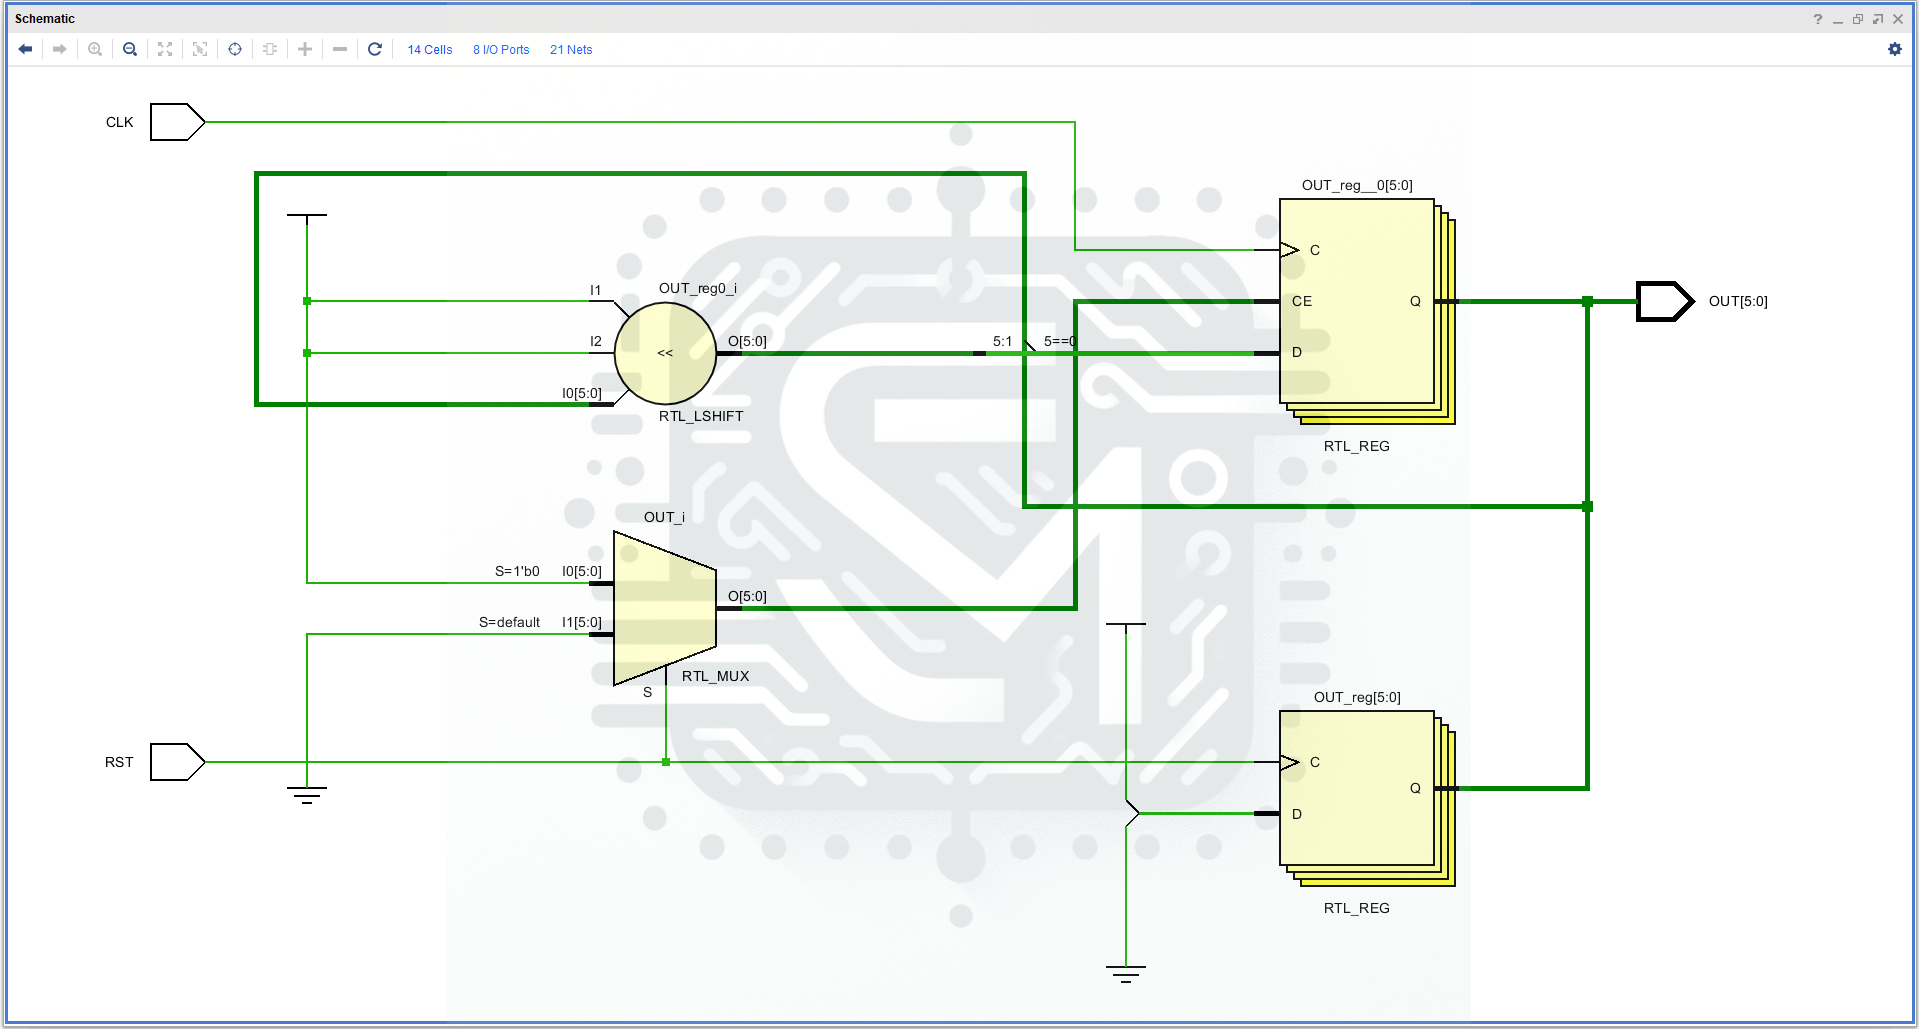 Schematic
14 Cells 8 I/O Ports 21 Nets
CLK
OUT_reg__0[5:0]
C
CE
Q
D
RTL_REG
OUT[5:0]
I1
OUT_reg0_i
I2
<<
O[5:0]
5:1
5==0
I0[5:0]
RTL_LSHIFT
OUT_i
S=1'b0 I0[5:0]
O[5:0]
S=default I1[5:0]
RTL_MUX
S
RST
OUT_reg[5:0]
C
Q
D
RTL_REG